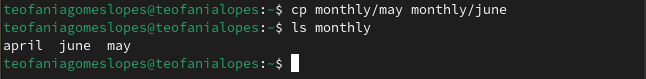 teofaniagomeslopes@teofanialopes:~$ cp monthly/may monthly/june
teofaniagomeslopes@teofanialopes:~$ ls monthly
april  june  may
teofaniagomeslopes@teofanialopes:~$